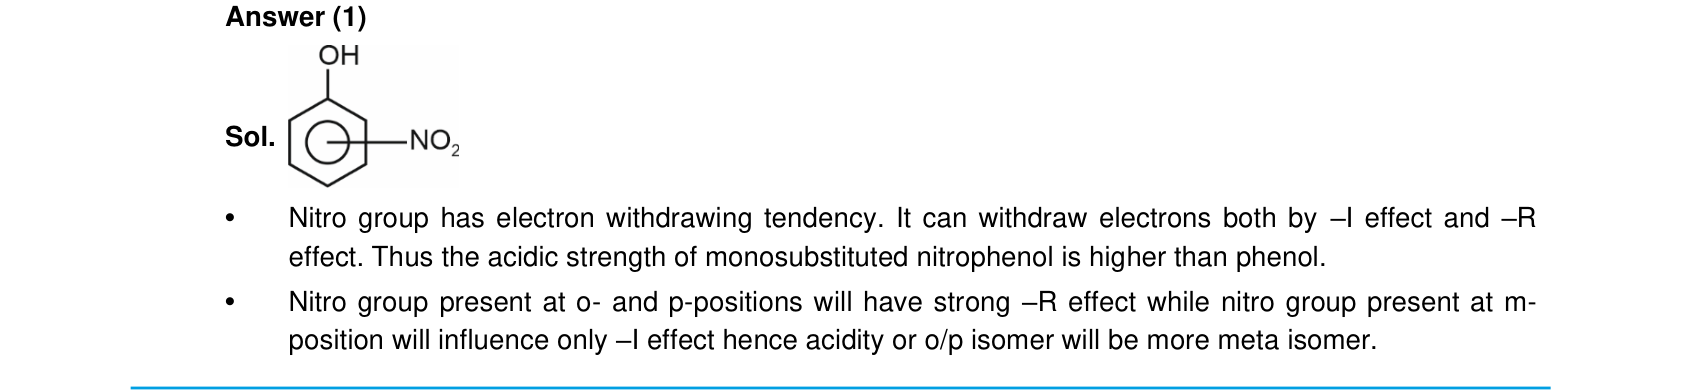 Answer (1)
OH
Sol.
NO₂
• Nitro group has electron withdrawing tendency. It can withdraw electrons both by –I effect and –R
effect. Thus the acidic strength of monosubstituted nitrophenol is higher than phenol.
• Nitro group present at o- and p-positions will have strong –R effect while nitro group present at m-
position will influence only –I effect hence acidity or o/p isomer will be more meta isomer.